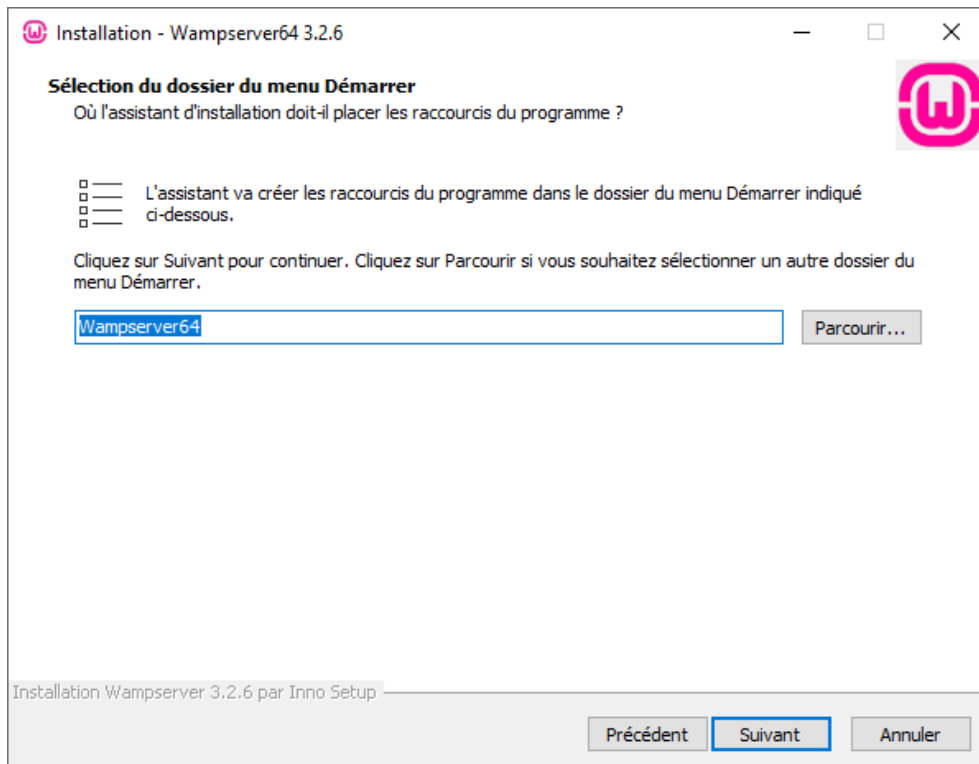 Installation - Wampserver64 3.2.6
Sélection du dossier du menu Démarrer
Où l'assistant d'installation doit-il placer les raccourcis du programme ?
L'assistant va créer les raccourcis du programme dans le dossier du menu Démarrer indiqué
ci-dessous.
Cliquez sur Suivant pour continuer. Cliquez sur Parcourir si vous souhaitez sélectionner un autre dossier du
menu Démarrer.
Wampserver64
Parcourir...
Installation Wampserver 3.2.6 par Inno Setup
Précédent
Suivant
Annuler